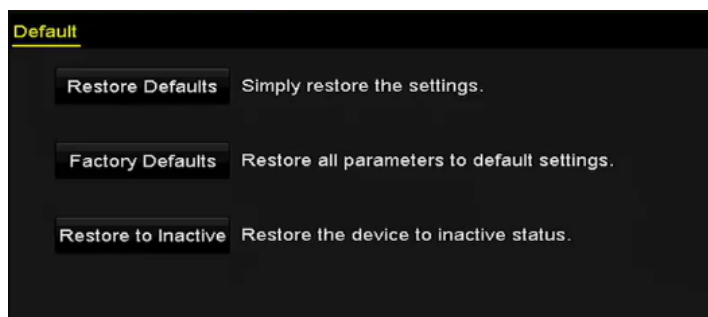 Default
Restore Defaults Simply restore the settings.
Factory Defaults Restore all parameters to default settings.
Restore to Inactive Restore the device to inactive status.